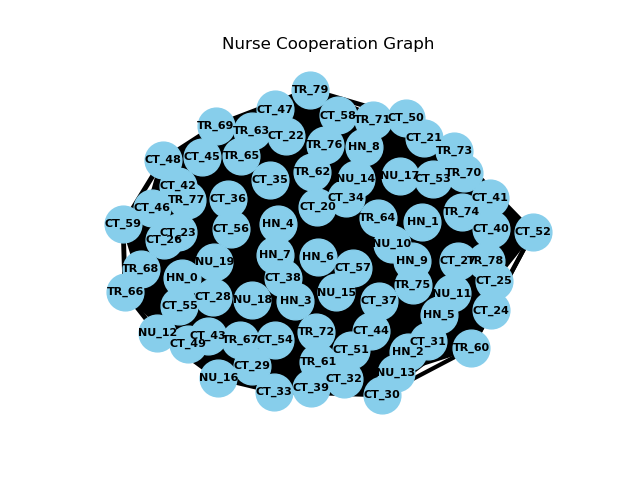 Nurse Cooperation Graph
TR_79
CT_47
CT_58
TR_71
CT_50
TR_69
TR_63
CT_22
CT_21
TR_76
HN_8
TR_73
CT_48
CT_45
TR_65
TR_62
NU_14
NU_17
CT_53
TR_70
CT_42
CT_35
CT_46
TR_77
CT_36
CT_20
CT_34
CT_41
TR_74
CT_59
CT_23
CT_56
HN_4
TR_64
HN_1
CT_40
CT_52
NU_10
TR_68
NU_19
HN_7
HN_6
CT_57
HN_9
TR_78
HN_0
CT_38
TR_75
CT_25
TR_66
CT_55
CT_28
NU_18
HN_3
NU_15
CT_37
NU_11
CT_24
HN_5
NU_12
CT_49
CT_43
TR_67
CT_54
TR_72
CT_44
CT_51
HN_2
CT_31
TR_60
CT_29
TR_61
NU_16
CT_33
CT_39
CT_32
NU_13
CT_30